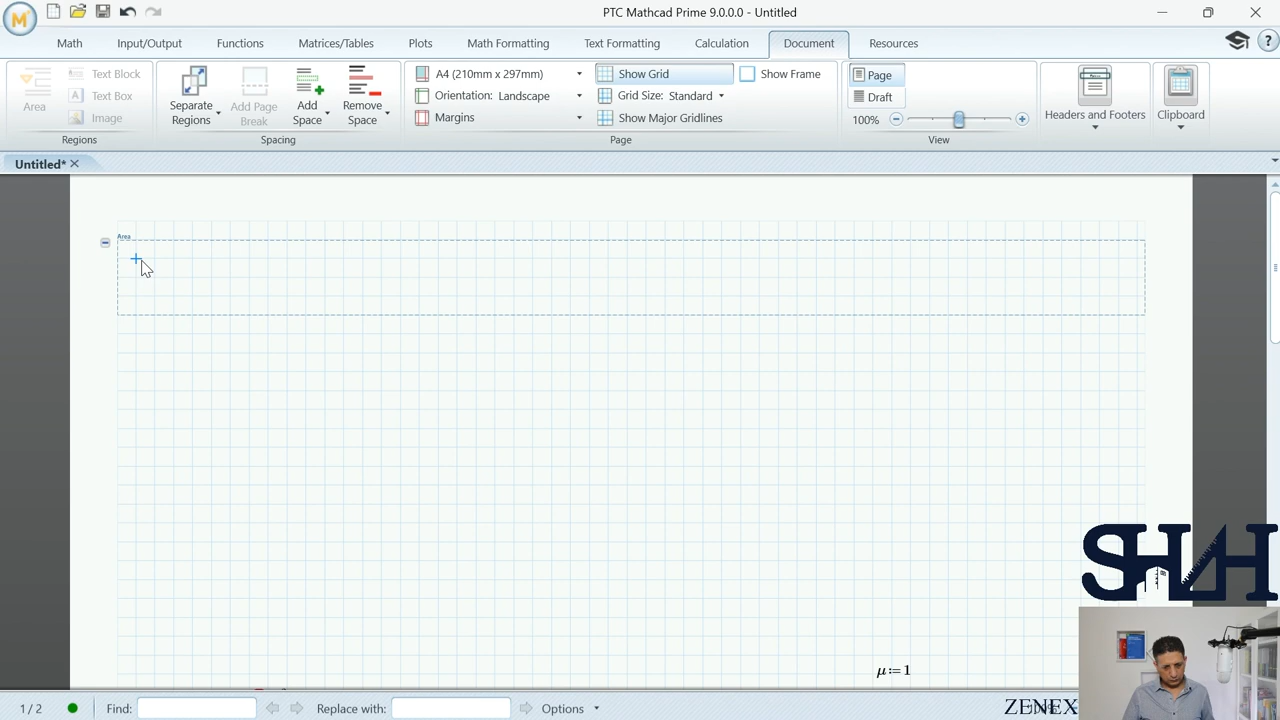 PTC Mathcad Prime 9.0.0.0 - Untitled
Math Input/Output Functions Matrices/Tables Plots Math Formatting Text Formatting Calculation Document Resources
Area
Text Block
Text Box
Image
Regions
Separate Regions
Add Page Break
Add Space
Remove Space
Spacing
A4 (210mm x 297mm)
Orientation: Landscape
Margins
Show Grid
Grid Size: Standard
Show Major Gridlines
Show Frame
Page
Page
Draft
100%
View
Headers and Footers
Clipboard
Untitled*
Area
μ:=1
SHAH
1 / 2
Find:
Replace with:
Options
ZENEX